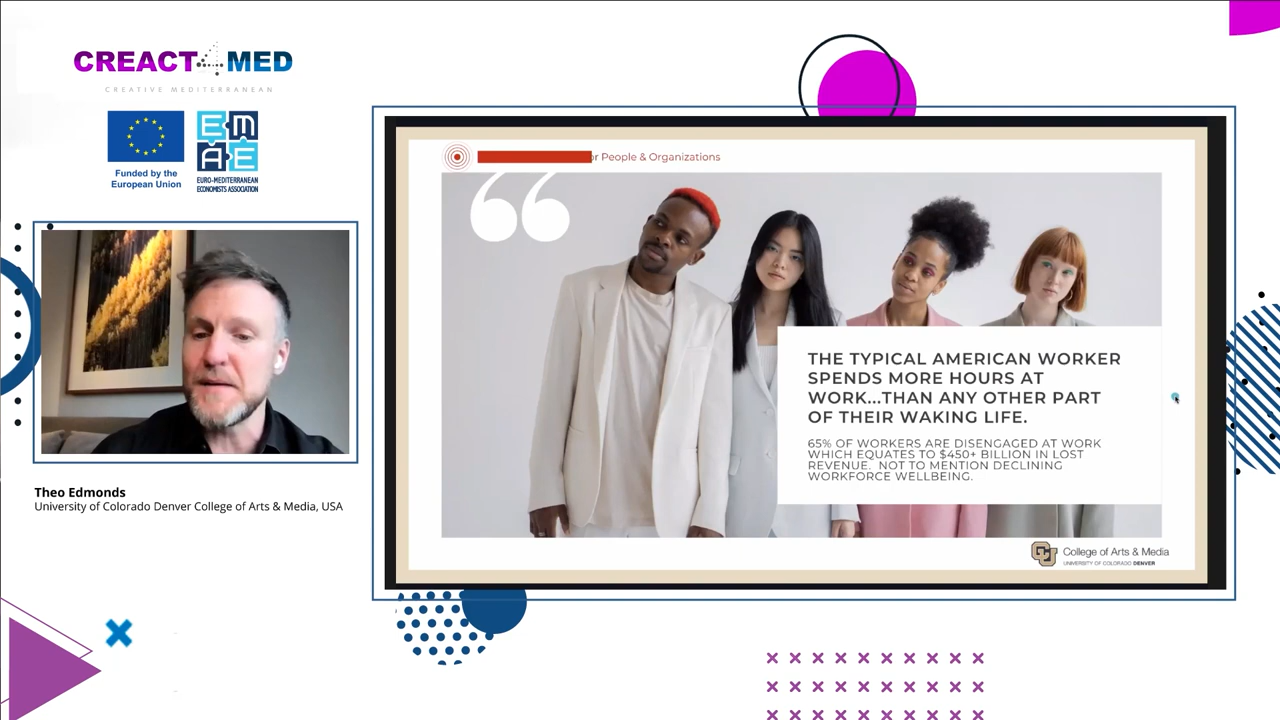 CREACT4MED
CREATIVE MEDITERRANEAN
Funded by the
European Union
EMAE
EURO-MEDITERRANEAN
ECONOMISTS ASSOCIATION
Theo Edmonds
University of Colorado Denver College of Arts & Media, USA
People & Organizations
“
THE TYPICAL AMERICAN WORKER
SPENDS MORE HOURS AT
WORK...THAN ANY OTHER PART
OF THEIR WAKING LIFE.
65% OF WORKERS ARE DISENGAGED AT WORK
WHICH EQUATES TO $450+ BILLION IN LOST
REVENUE. NOT TO MENTION DECLINING
WORKFORCE WELLBEING.
CU
College of Arts & Media
UNIVERSITY OF COLORADO DENVER